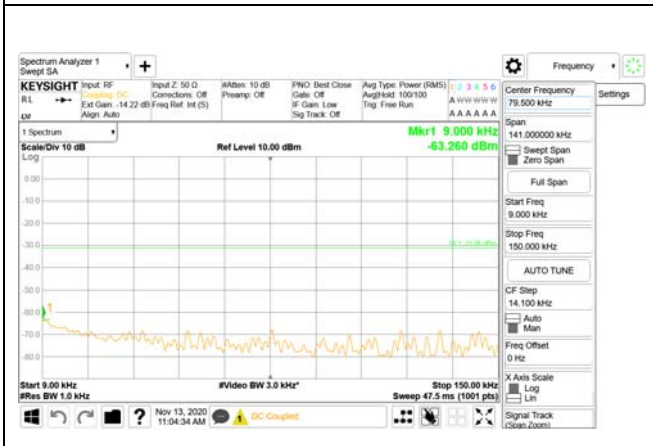 Spectrum Analyzer 1
Swept SA
+
Frequency
KEYSIGHT
RL
Input: RF
Coupling: DC
Ext Gain: -14.22 dB
Align: Auto
Input Z: 50 Ω
Corrections: Off
Freq Ref: Int (S)
#Atten: 10 dB
Preamp: Off
PNO: Best Close
Gate: Off
IF Gain: Low
Sig Track: Off
Avg Type: Power (RMS)
Avg|Hold: 100/100
Trig: Free Run
1 2 3 4 5 6
A W W W W W
A A A A A A
Center Frequency
79.500 kHz
Settings
1 Spectrum
Mkr1 9.000 kHz
Scale/Div 10 dB
Ref Level 10.00 dBm
-63.260 dBm
Log
Span
141.000000 kHz
Swept Span
Zero Span
Full Span
Start Freq
9.000 kHz
Stop Freq
150.000 kHz
AUTO TUNE
CF Step
14.100 kHz
Auto
Man
Freq Offset
0 Hz
X Axis Scale
Log
Lin
Signal Track
(Span Zoom)
0.00
-10.0
-20.0
-30.0
-40.0
-50.0
-60.0
-70.0
-80.0
1
Start 9.00 kHz
#Video BW 3.0 kHz*
Stop 150.00 kHz
#Res BW 1.0 kHz
Sweep 47.5 ms (1001 pts)
?
Nov 13, 2020
11:04:34 AM
DC Coupled